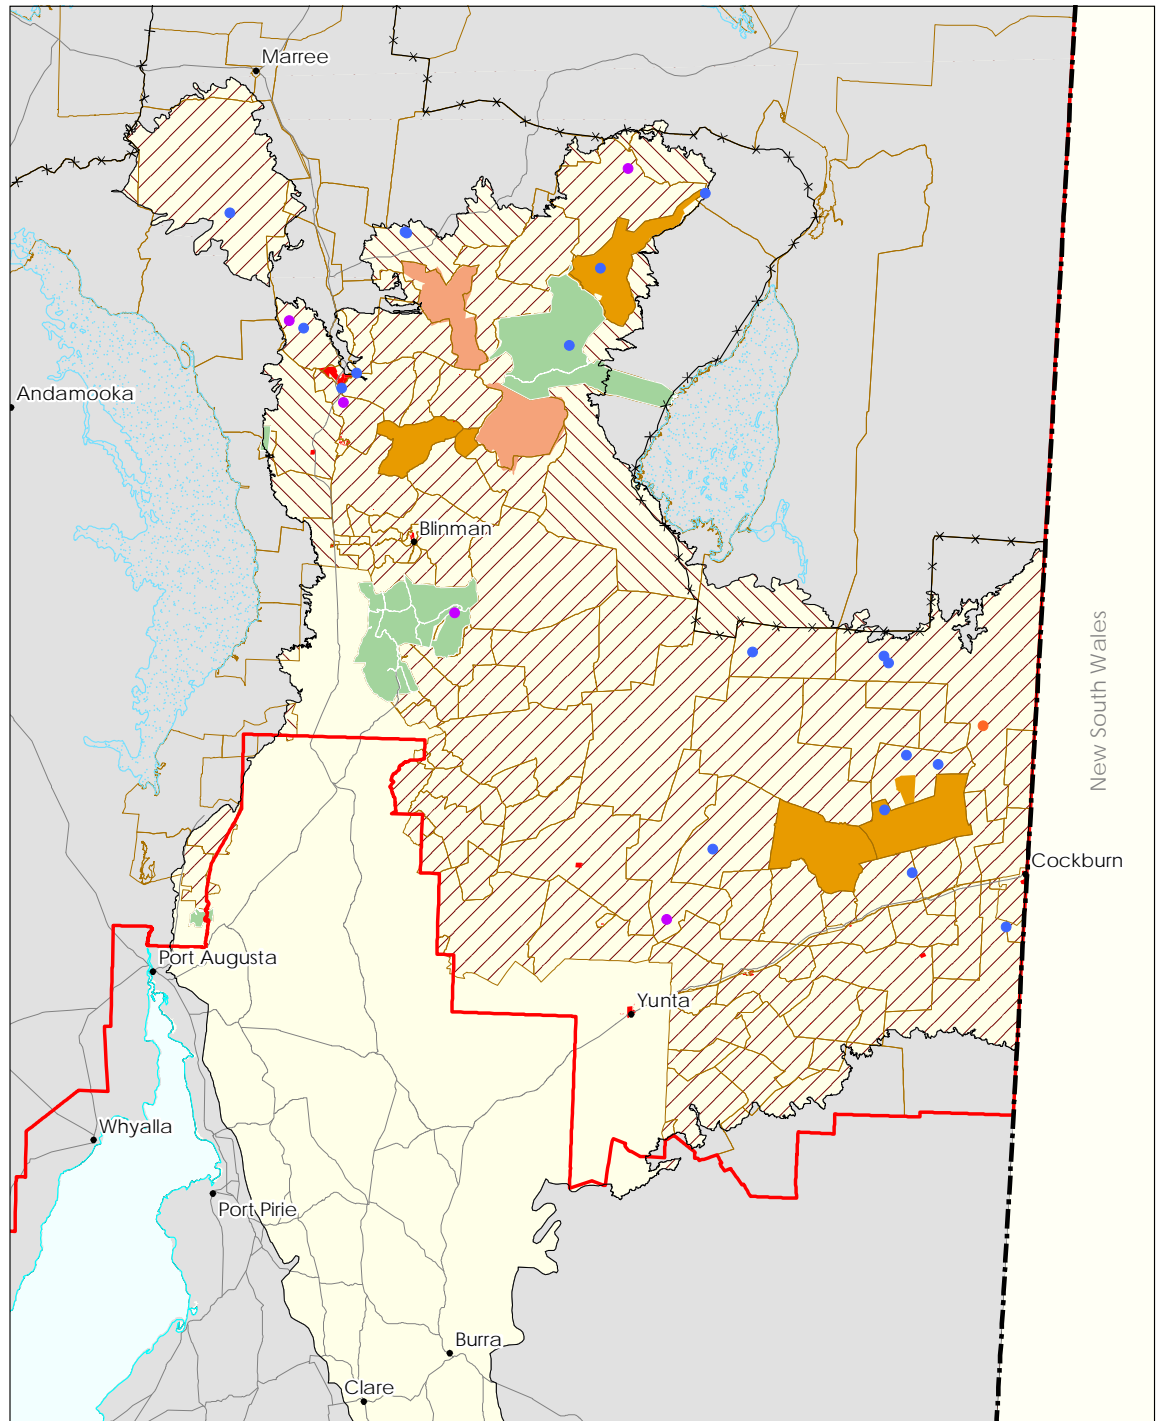 Marree
Andamooka
Blinman
New South Wales
Cockburn
Port Augusta
Yunta
Whyalla
Port Pirie
Burra
Clare